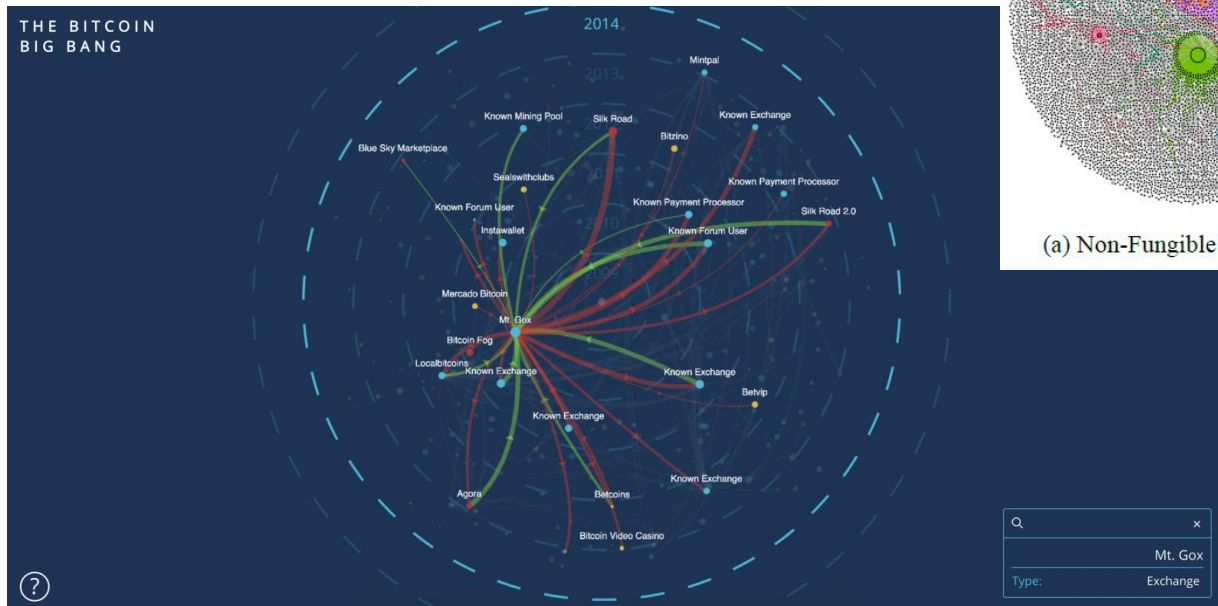 THE BITCOIN
BIG BANG
2014
2013
Mintpal
Known Mining Pool
Silk Road
Known Exchange
Bitzino
Blue Sky Marketplace
2011
Sealswithclubs
Known Payment Processor
Known Payment Processor
Known Forum User
Silk Road 2.0
2010
Instawallet
Known Forum User
(a) Non-Fungible
2009
Mercado Bitcoin
Mt. Gox
Bitcoin Fog
Localbitcoins
Known Exchange
Known Exchange
Betvip
Known Exchange
Known Exchange
Agora
Betcoins
Bitcoin Video Casino
×
Mt. Gox
Type: Exchange
?